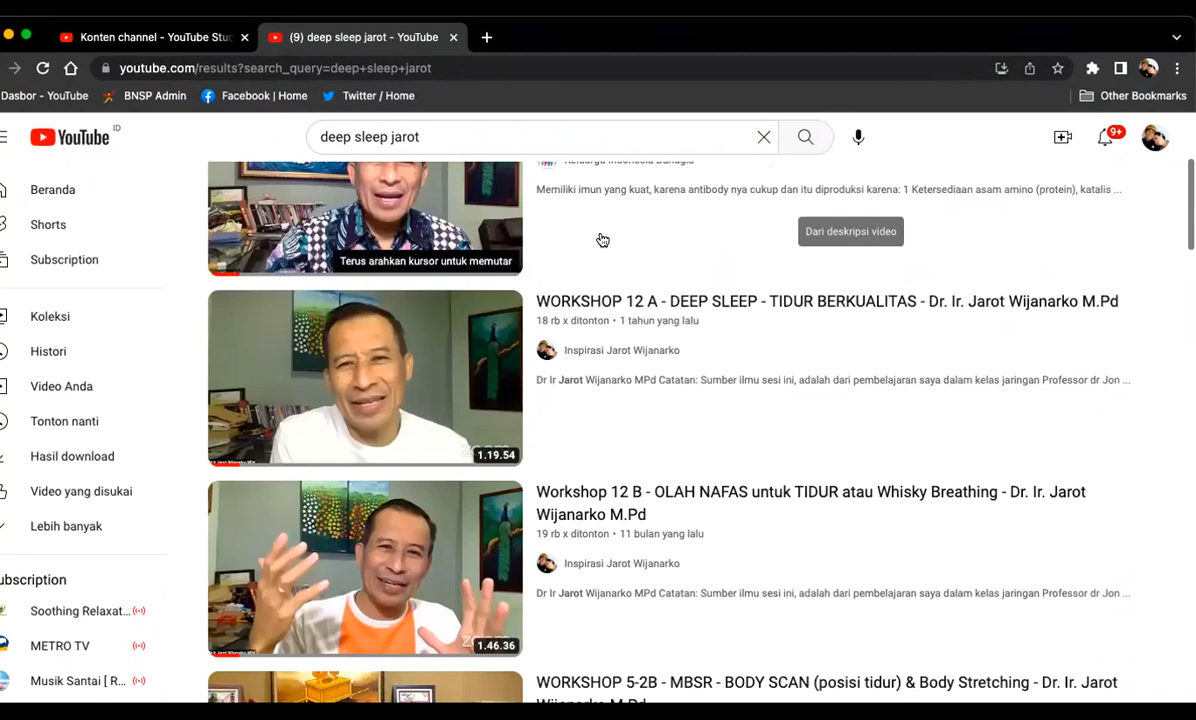 Konten channel - YouTube Stu
(9) deep sleep jarot - YouTube
youtube.com/results?search_query=deep+sleep+jarot
Dasbor - YouTube
BNSP Admin
Facebook | Home
Twitter / Home
Other Bookmarks
YouTube ID
deep sleep jarot
9+
Beranda
Shorts
Subscription
Koleksi
Histori
Video Anda
Tonton nanti
Hasil download
Video yang disukai
Lebih banyak
ubscription
Soothing Relaxat...
METRO TV
Musik Santai [ R...
Keluarga Indonesia Bahagia
Memiliki imun yang kuat, karena antibody nya cukup dan itu diproduksi karena: 1 Ketersediaan asam amino (protein), katalis ...
Dari deskripsi video
Terus arahkan kursor untuk memutar
WORKSHOP 12 A - DEEP SLEEP - TIDUR BERKUALITAS - Dr. Ir. Jarot Wijanarko M.Pd
18 rb x ditonton • 1 tahun yang lalu
Inspirasi Jarot Wijanarko
Dr Ir Jarot Wijanarko MPd Catatan: Sumber ilmu sesi ini, adalah dari pembelajaran saya dalam kelas jaringan Professor dr Jon ...
zoom
1.19.54
Workshop 12 B - OLAH NAFAS untuk TIDUR atau Whisky Breathing - Dr. Ir. Jarot
Wijanarko M.Pd
19 rb x ditonton • 11 bulan yang lalu
Inspirasi Jarot Wijanarko
Dr Ir Jarot Wijanarko MPd Catatan: Sumber ilmu sesi ini, adalah dari pembelajaran saya dalam kelas jaringan Professor dr Jon ...
zoom
1.46.36
WORKSHOP 5-2B - MBSR - BODY SCAN (posisi tidur) & Body Stretching - Dr. Ir. Jarot
Wijanarko M.Pd